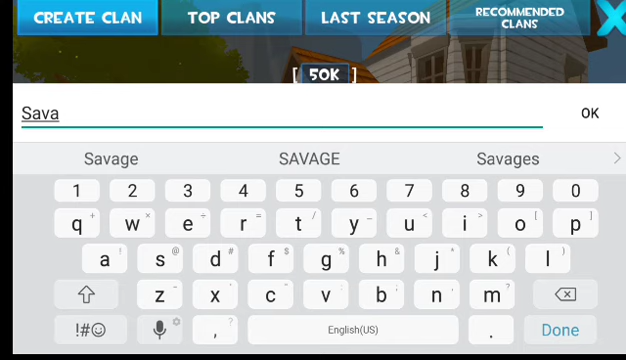 CREATE CLAN TOP CLANS LAST SEASON RECOMMENDED CLANS X
[ 50K ]
Sava OK
Savage SAVAGE Savages >
1 2 3 4 5 6 7 8 9 0
q + w × e ÷ r = t / y _ u < i > o [ p ]
a ! s @ d # f $ g % h & j * k ( l )
z - x ' c " v : b ; n , m ?
!#☺ , ? English(US) . Done